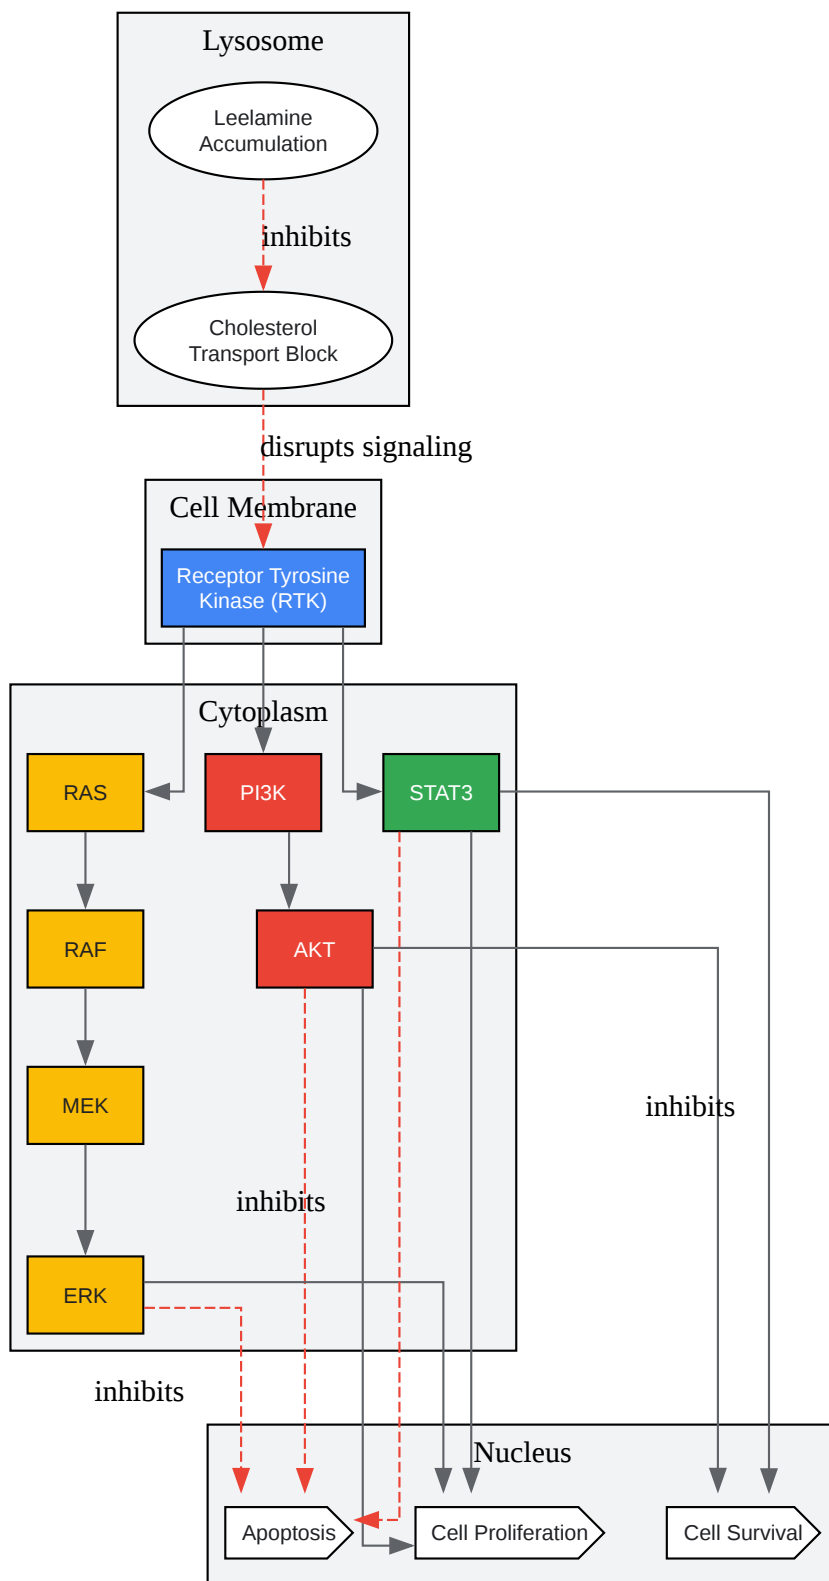 Lysosome
Leelamine
Accumulation
inhibits
Cholesterol
Transport Block
disrupts signaling
Cell Membrane
Receptor Tyrosine
Kinase (RTK)
Cytoplasm
RAS
PI3K
STAT3
RAF
AKT
MEK
inhibits
inhibits
ERK
inhibits
Nucleus
Apoptosis
Cell Proliferation
Cell Survival